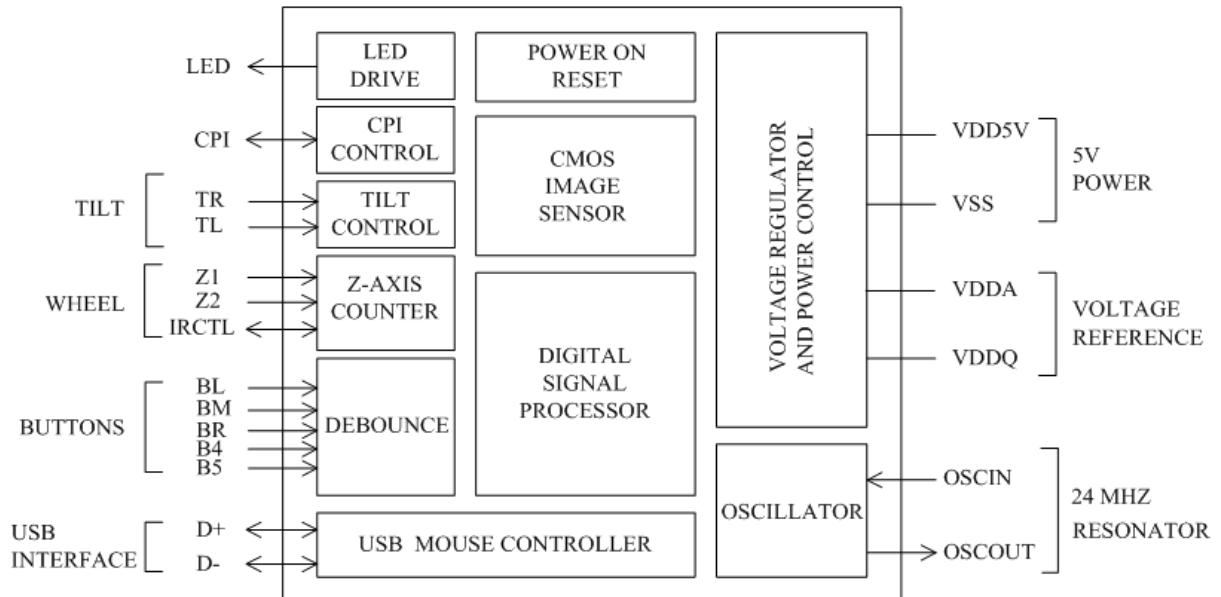 LED
CPI
TILT
TR
TL
WHEEL
Z1
Z2
IRCTL
BUTTONS
BL
BM
BR
B4
B5
USB
INTERFACE
D+
D-
LED
DRIVE
CPI
CONTROL
TILT
CONTROL
Z-AXIS
COUNTER
DEBOUNCE
USB MOUSE CONTROLLER
POWER ON
RESET
CMOS
IMAGE
SENSOR
DIGITAL
SIGNAL
PROCESSOR
VOLTAGE REGULATOR
AND POWER CONTROL
OSCILLATOR
VDD5V
VSS
5V
POWER
VDDA
VDDQ
VOLTAGE
REFERENCE
OSCIN
OSCOUT
24 MHZ
RESONATOR